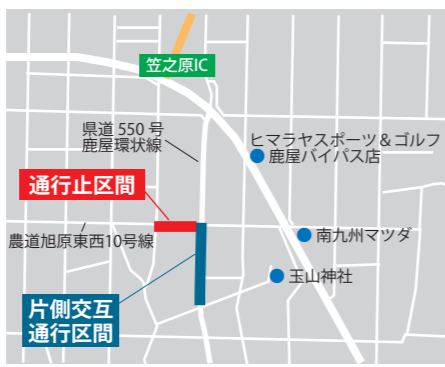 笠之原IC
県道550号
鹿屋環状線
ヒマラヤスポーツ&ゴルフ
鹿屋バイパス店
通行止区間
農道旭原東西10号線
南九州マツダ
玉山神社
片側交互
通行区間